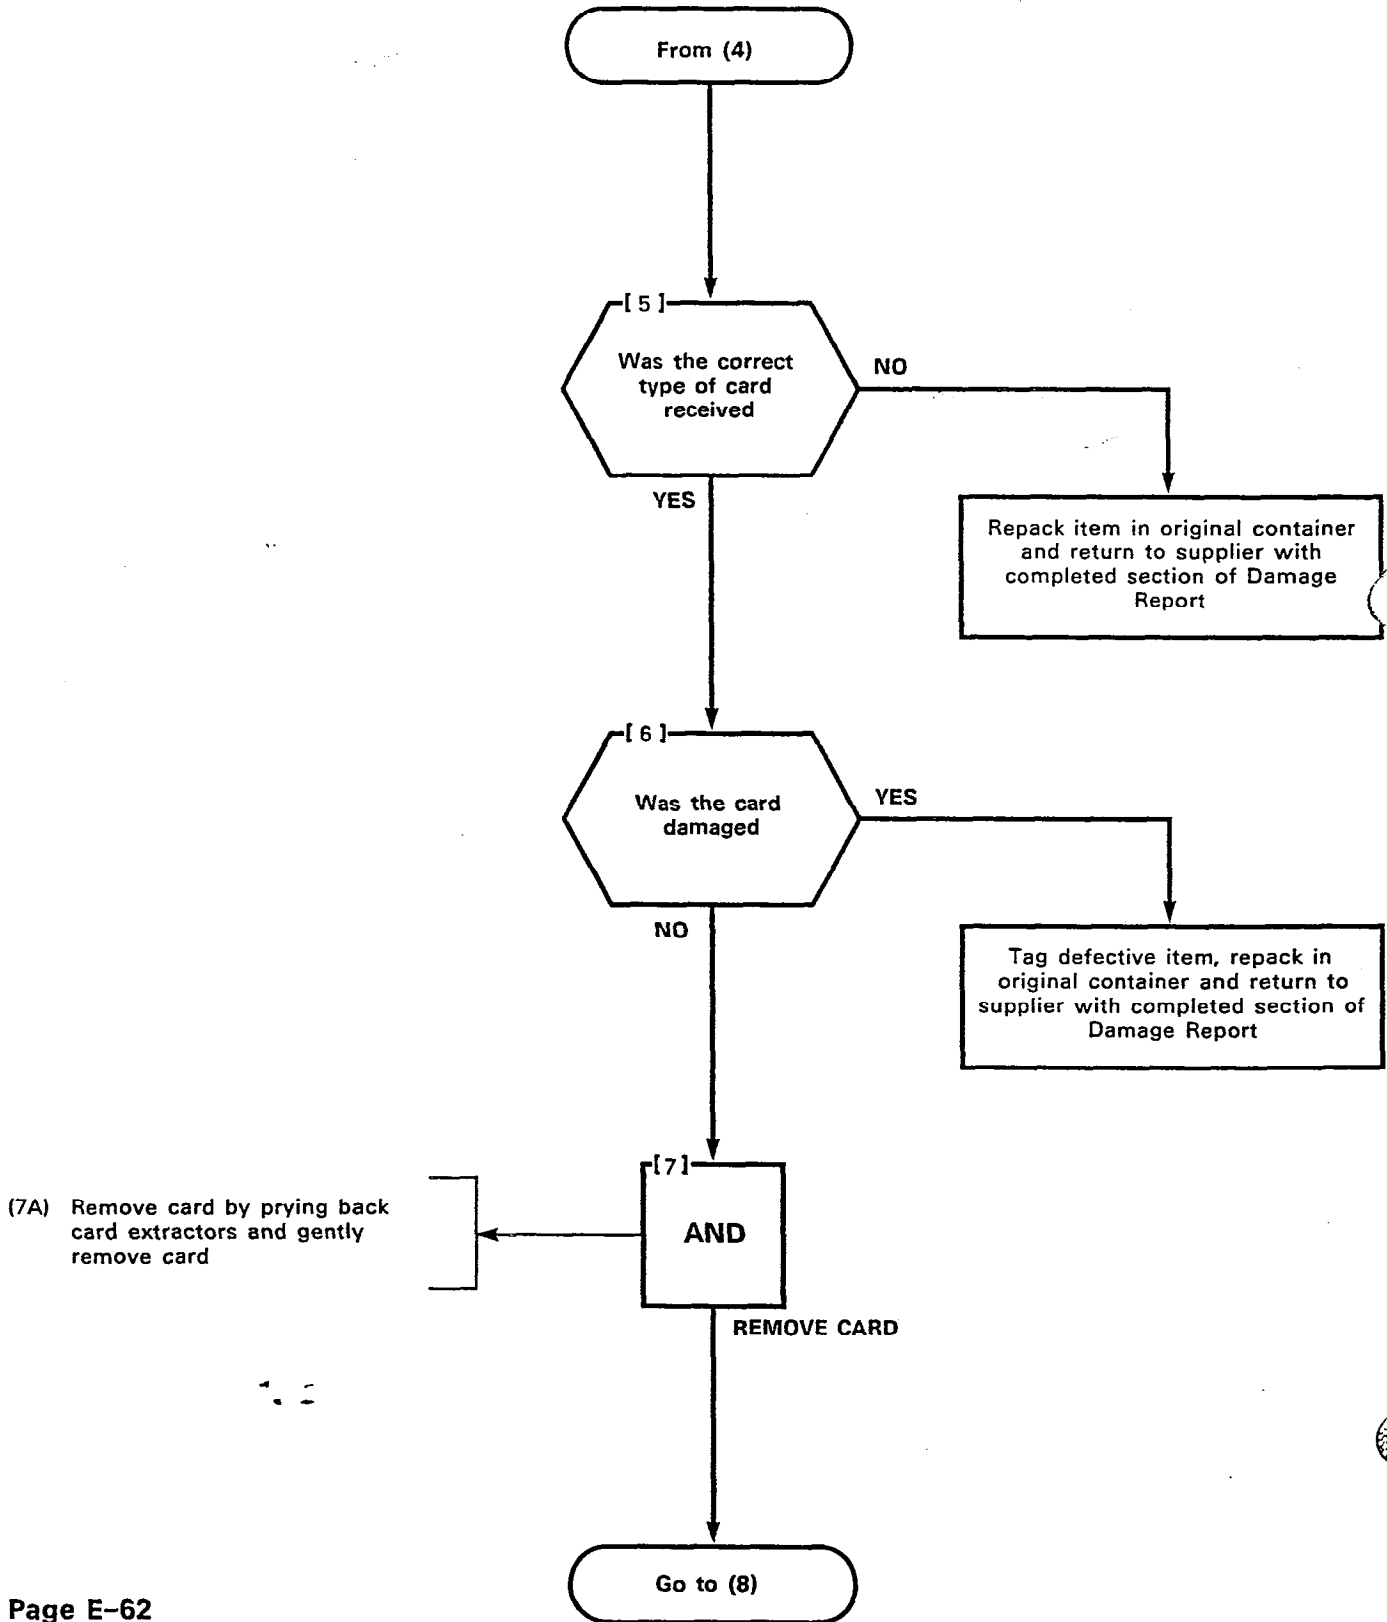 From (4)
[ 5 ]
Was the correct
type of card
received
NO
YES
Repack item in original container
and return to supplier with
completed section of Damage
Report
[ 6 ]
Was the card
damaged
YES
NO
Tag defective item, repack in
original container and return to
supplier with completed section of
Damage Report
[7]
AND
(7A) Remove card by prying back
card extractors and gently
remove card
REMOVE CARD
Go to (8)
Page E-62